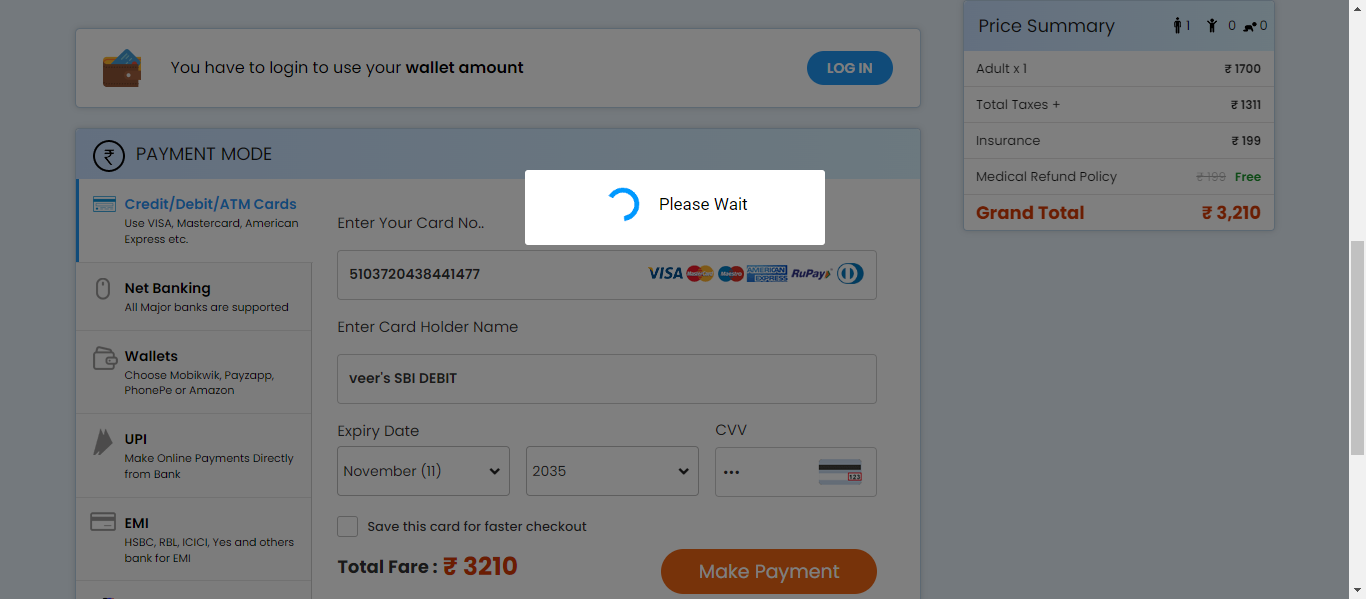 Price Summary 1 0 0
You have to login to use your wallet amount
LOG IN
Adult x 1 ₹ 1700
Total Taxes + ₹ 1311
Insurance ₹ 199
Medical Refund Policy ₹ 199 Free
Grand Total ₹ 3,210
₹ PAYMENT MODE
Please Wait
Credit/Debit/ATM Cards
Use VISA, Mastercard, American
Express etc.
Net Banking
All Major banks are supported
Wallets
Choose Mobikwik, Payzapp,
PhonePe or Amazon
UPI
Make Online Payments Directly
from Bank
EMI
HSBC, RBL, ICICI, Yes and others
bank for EMI
Enter Your Card No..
5103720438441477
VISA MasterCard Maestro AMERICAN EXPRESS RuPay
Enter Card Holder Name
veer's SBI DEBIT
Expiry Date
CVV
November (11) 2035 ••• 123
Save this card for faster checkout
Total Fare : ₹ 3210
Make Payment